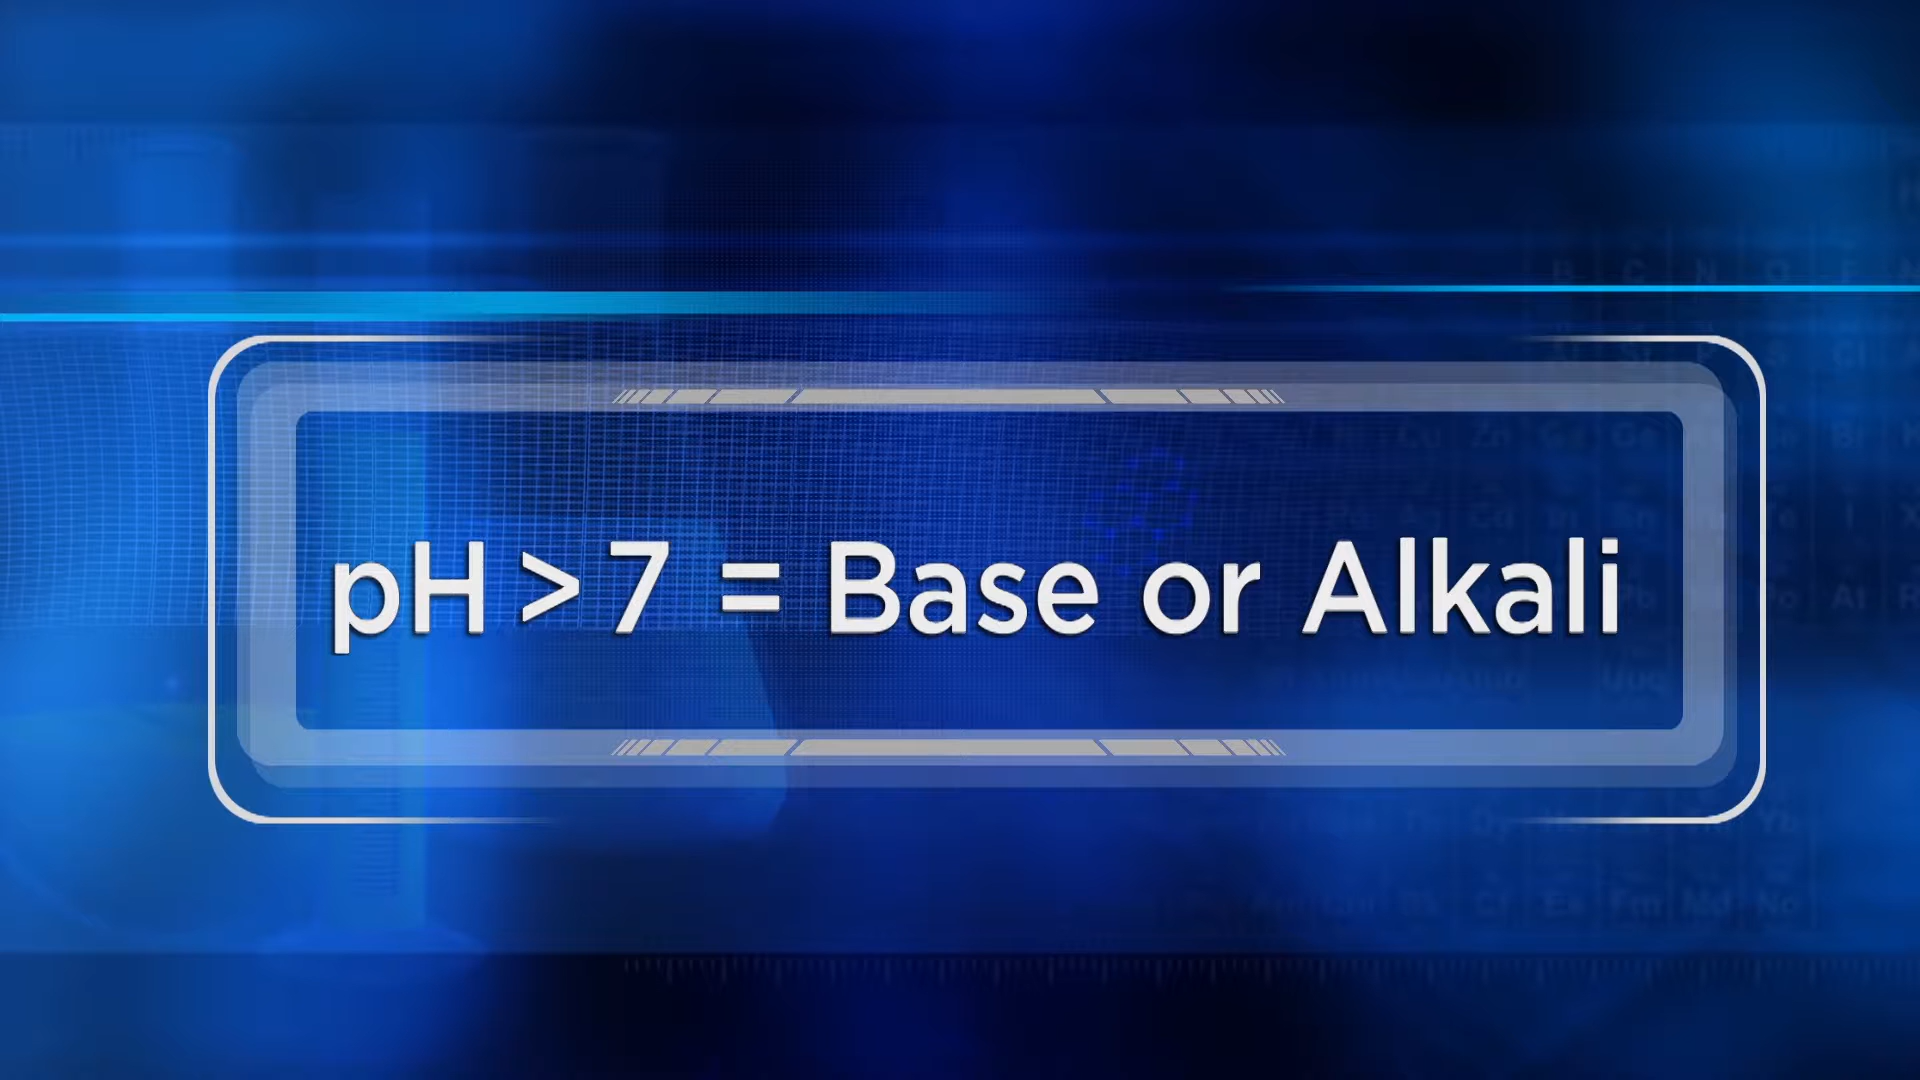 pH > 7 = Base or Alkali